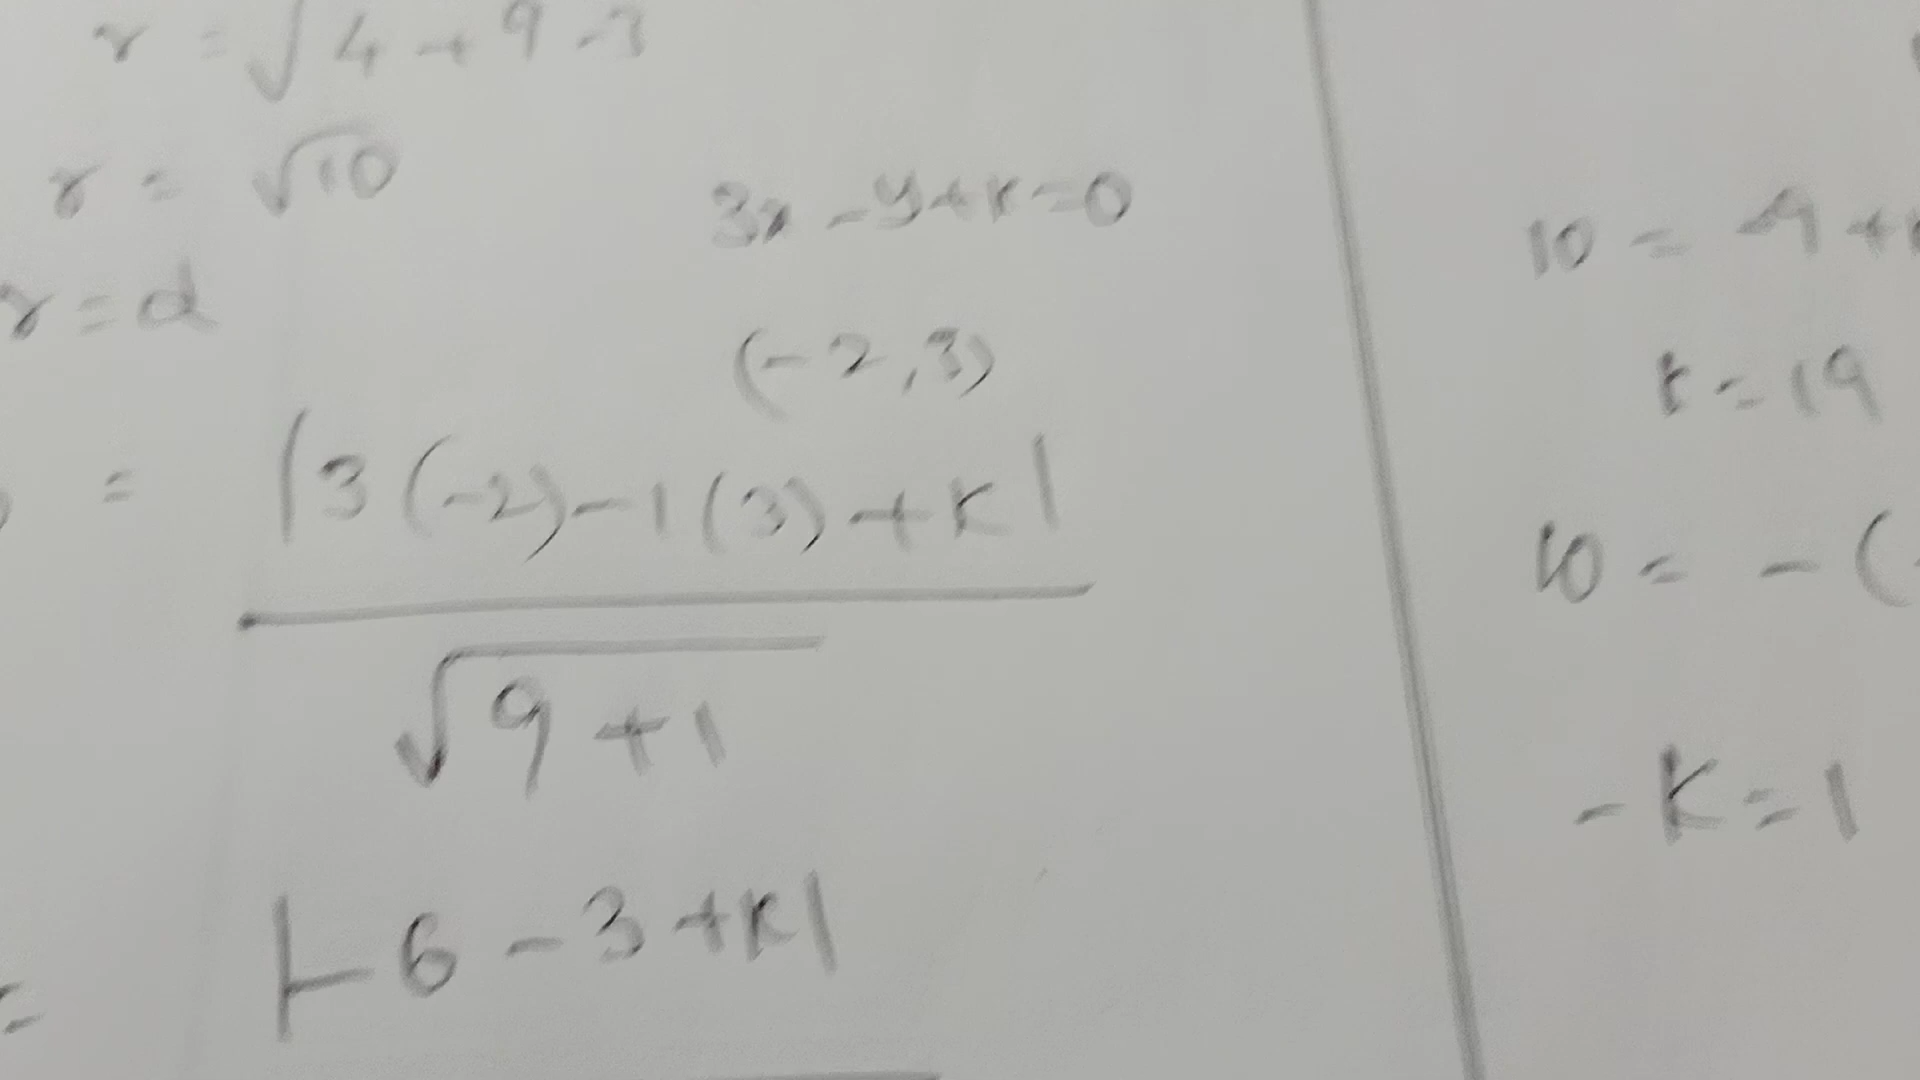 r = √4 + 9 - 3
r = √10
3x - y + k = 0
r = d
(-2, 3)
= |3(-2) - 1(3) + k|
√9 + 1
= |-6 - 3 + k|
10 = -9 +
k = 19
10 = - (
- k = 1